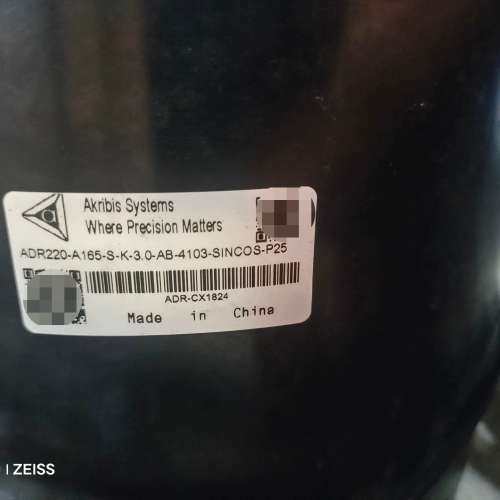 Akribis Systems
Where Precision Matters
ADR220-A165-S-K-3.0-AB-4103-SINCOS-P25
ADR-CX1824
Made in China
| ZEISS